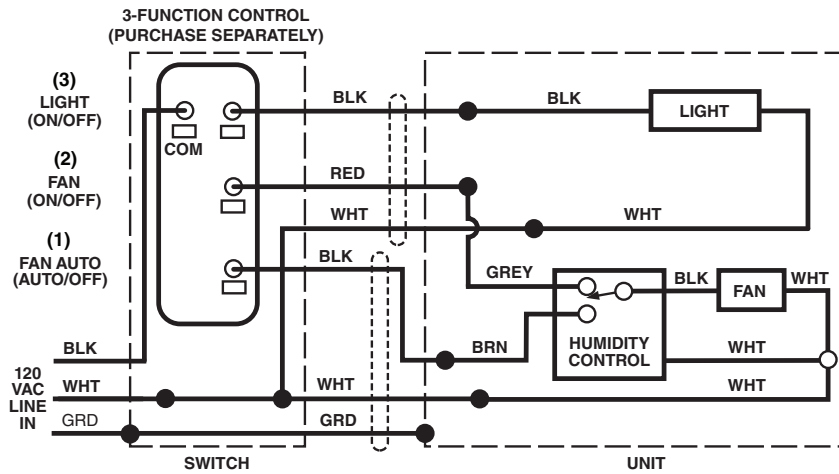 3-FUNCTION CONTROL
(PURCHASE SEPARATELY)
(3)
LIGHT
(ON/OFF)
COM
BLK
BLK
LIGHT
(2)
FAN
(ON/OFF)
RED
WHT
WHT
(1)
FAN AUTO
(AUTO/OFF)
BLK
GREY
BLK
FAN
WHT
BRN
HUMIDITY
CONTROL
WHT
BLK
120
VAC
LINE
IN
WHT
WHT
WHT
GRD
GRD
SWITCH
UNIT